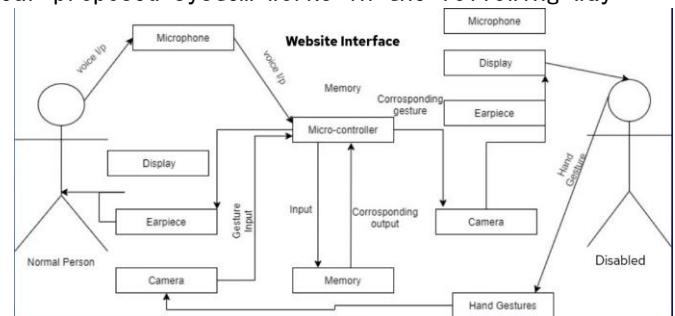 proposed system works in the following way
Microphone
voice I/p
voice I/p
Website Interface
Microphone
Display
Memory
Corrosponding
gesture
Earpiece
Micro-controller
Display
Hand
Gesture
Earpiece
Gesture
Input
Input
Corrosponding
output
Camera
Normal Person
Disabled
Camera
Memory
Hand Gestures